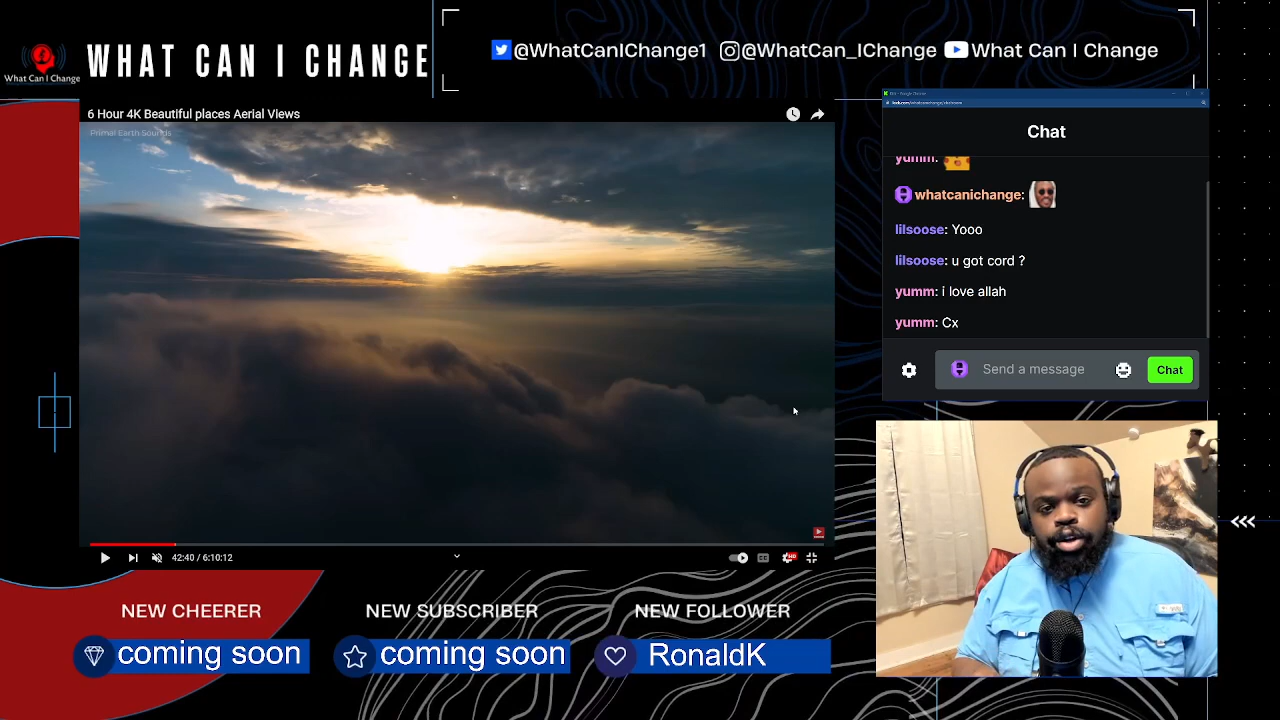 What Can I Change
WHAT CAN I CHANGE
@WhatCanIChange1 @WhatCan_IChange What Can I Change
6 Hour 4K Beautiful places Aerial Views
Primal Earth Sounds
Chat
yumm:
whatcanichange:
lilsoose: Yooo
lilsoose: u got cord ?
yumm: i love allah
yumm: Cx
Send a message
Chat
42:40 / 6:10:12
HD
NEW CHEERER
NEW SUBSCRIBER
NEW FOLLOWER
coming soon
coming soon
RonaldK